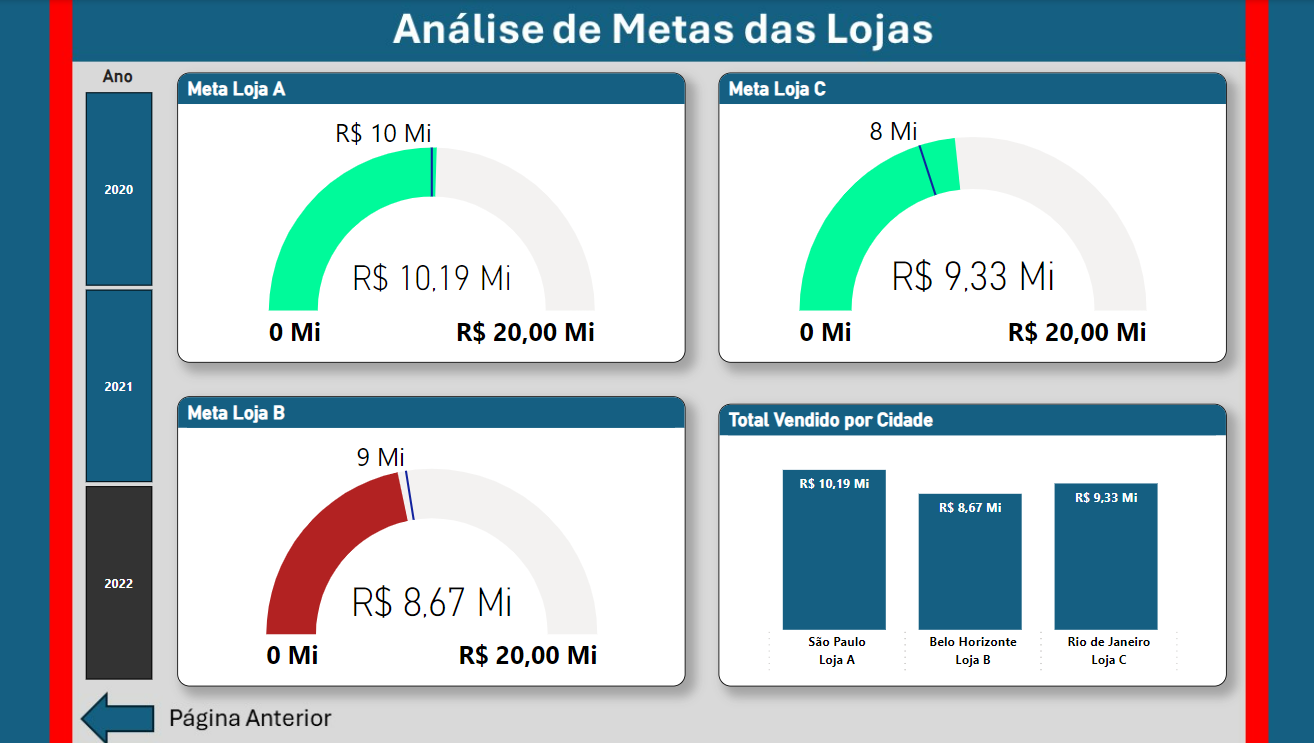 Análise de Metas das Lojas
Ano
2020
2021
2022
Meta Loja A
R$ 10 Mi
R$ 10,19 Mi
0 Mi
R$ 20,00 Mi
Meta Loja C
8 Mi
R$ 9,33 Mi
0 Mi
R$ 20,00 Mi
Meta Loja B
9 Mi
R$ 8,67 Mi
0 Mi
R$ 20,00 Mi
Total Vendido por Cidade
R$ 10,19 Mi
R$ 8,67 Mi
R$ 9,33 Mi
São Paulo
Loja A
Belo Horizonte
Loja B
Rio de Janeiro
Loja C
Página Anterior